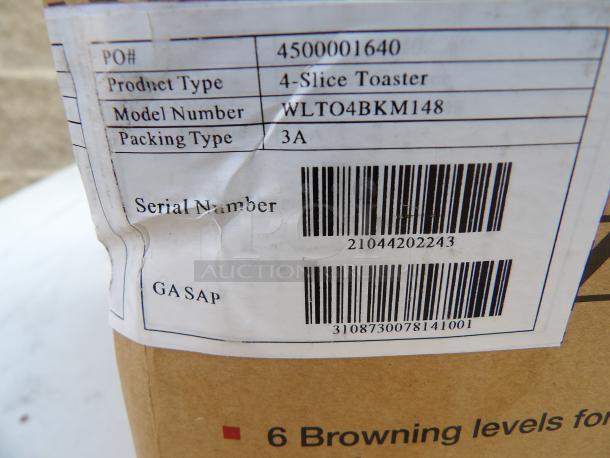 PO# 4500001640
Product Type 4-Slice Toaster
Model Number WLTO4BKM148
Packing Type 3A
Serial Number
21044202243
GA SAP
3108730078141001
6 Browning levels for